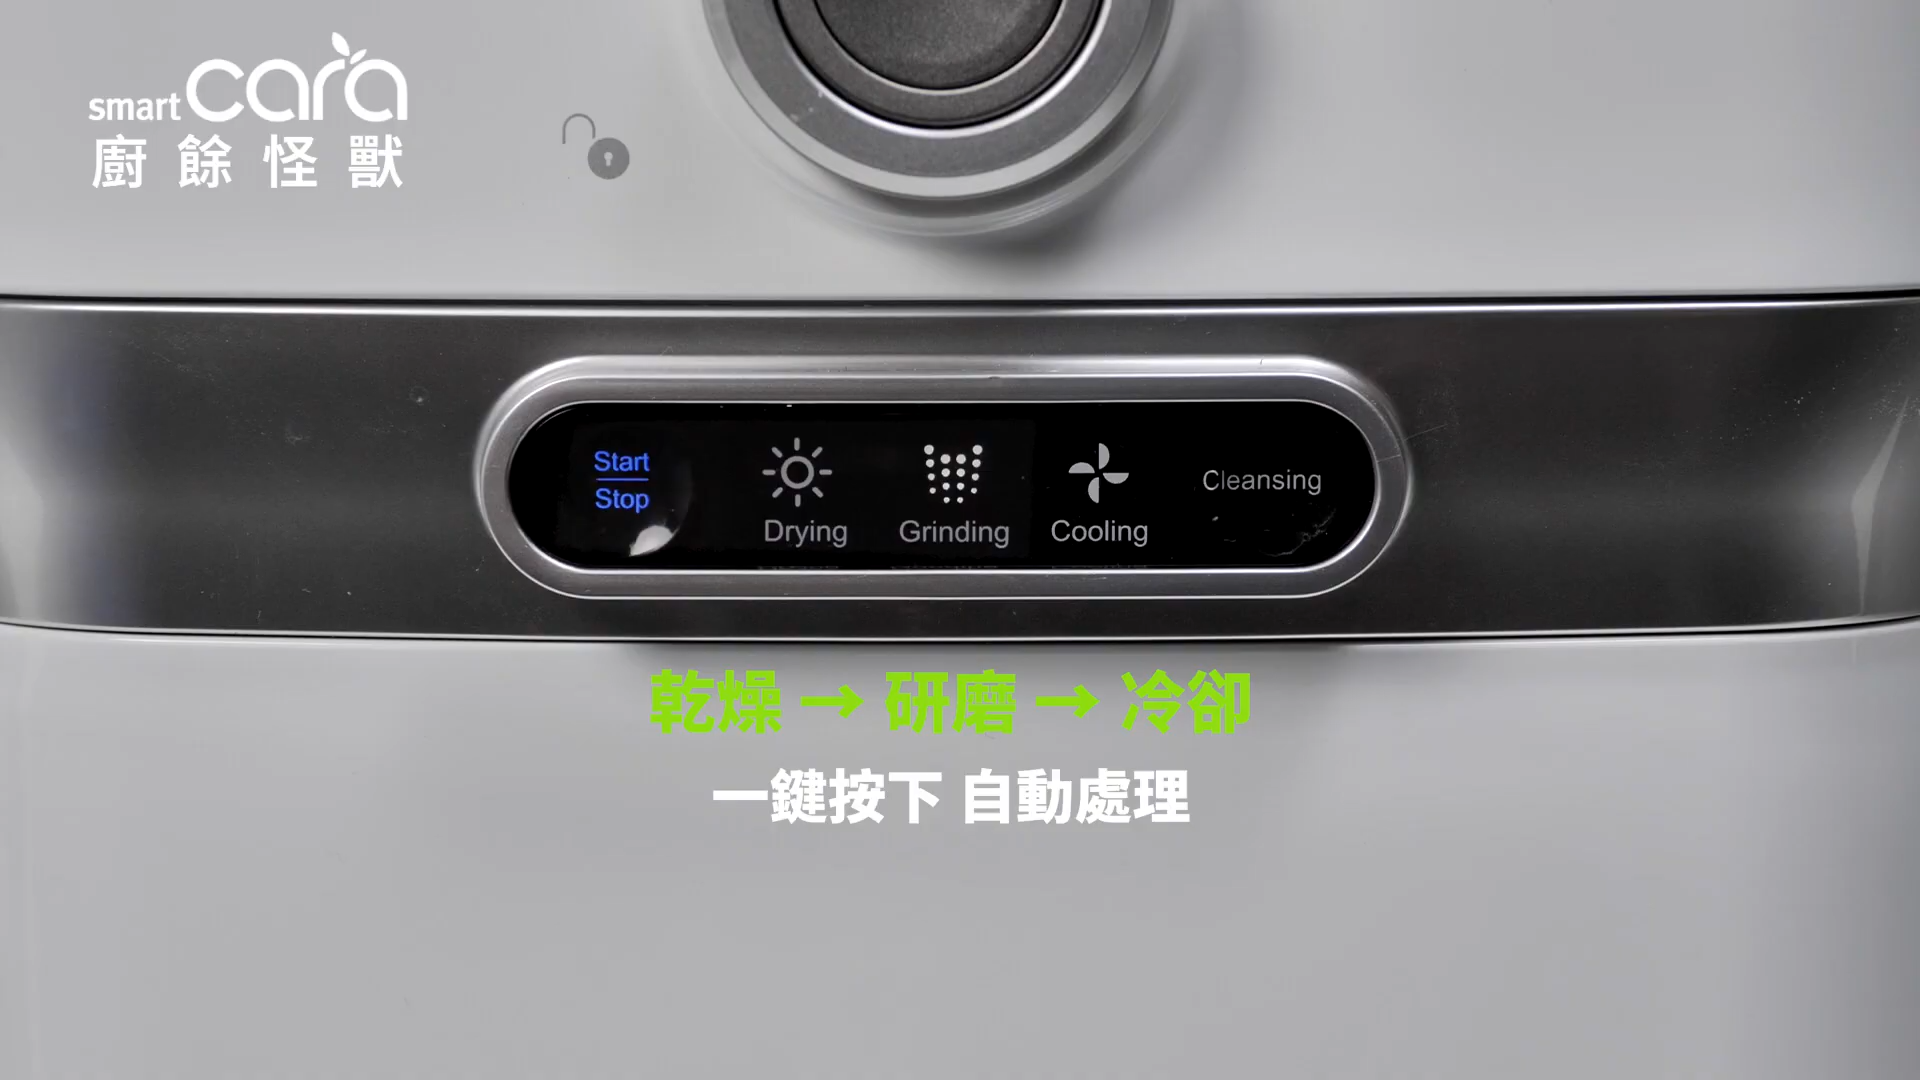 smart cara
廚餘怪獸
Start
Stop
Drying
Grinding
Cooling
Cleansing
乾燥 → 研磨 → 冷卻
一鍵按下 自動處理